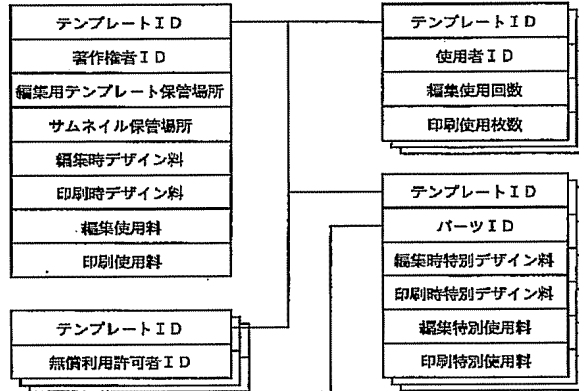 テンプレートID
著作権者ID
編集用テンプレート保管場所
サムネイル保管場所
編集時デザイン料
印刷時デザイン料
編集使用料
印刷使用料
テンプレートID
無償利用許可者ID
テンプレートID
使用者ID
編集使用回数
印刷使用枚数
テンプレートID
パーツID
編集時特別デザイン料
印刷時特別デザイン料
編集特別使用料
印刷特別使用料